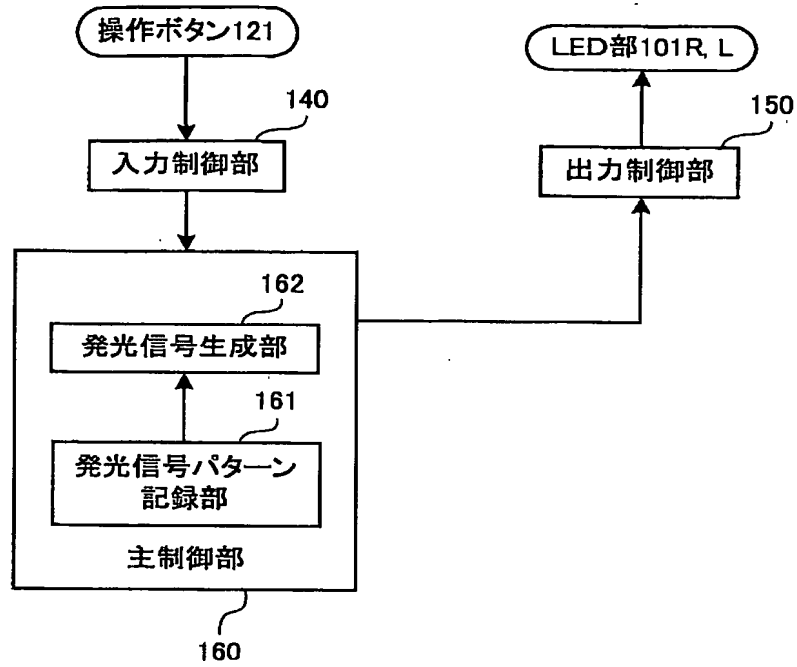 操作ボタン121
LED部101R, L
140
入力制御部
150
出力制御部
162
発光信号生成部
161
発光信号パターン
記録部
主制御部
160